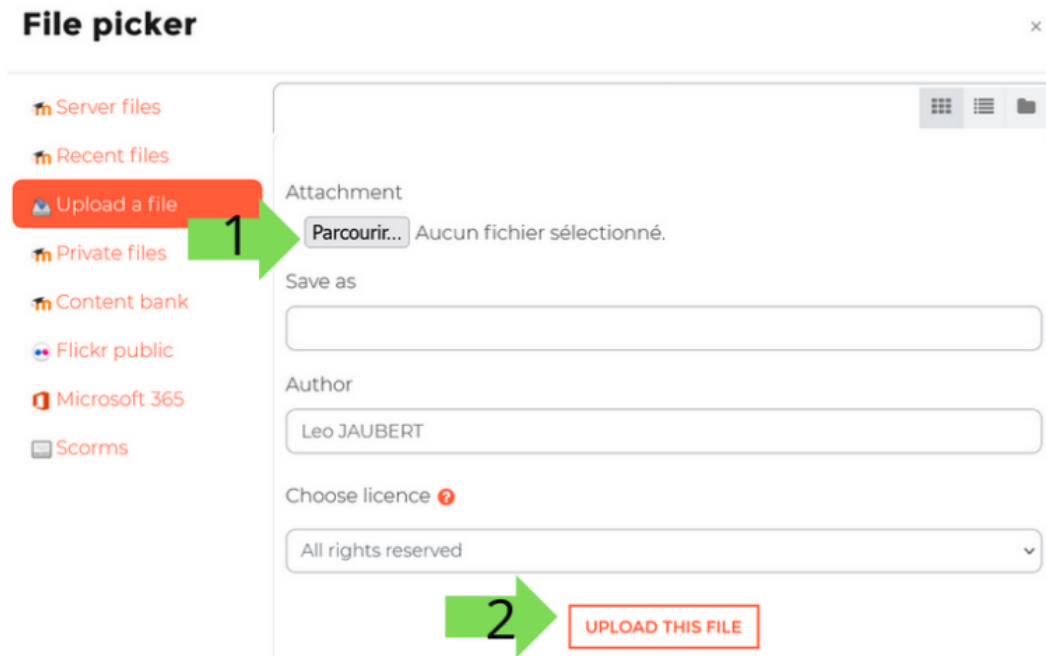 File picker
×
Server files
Recent files
Upload a file
Private files
Content bank
Flickr public
Microsoft 365
Scorms
Attachment
1
Parcourir... Aucun fichier sélectionné.
Save as
Author
Leo JAUBERT
Choose licence ?
All rights reserved
2
UPLOAD THIS FILE